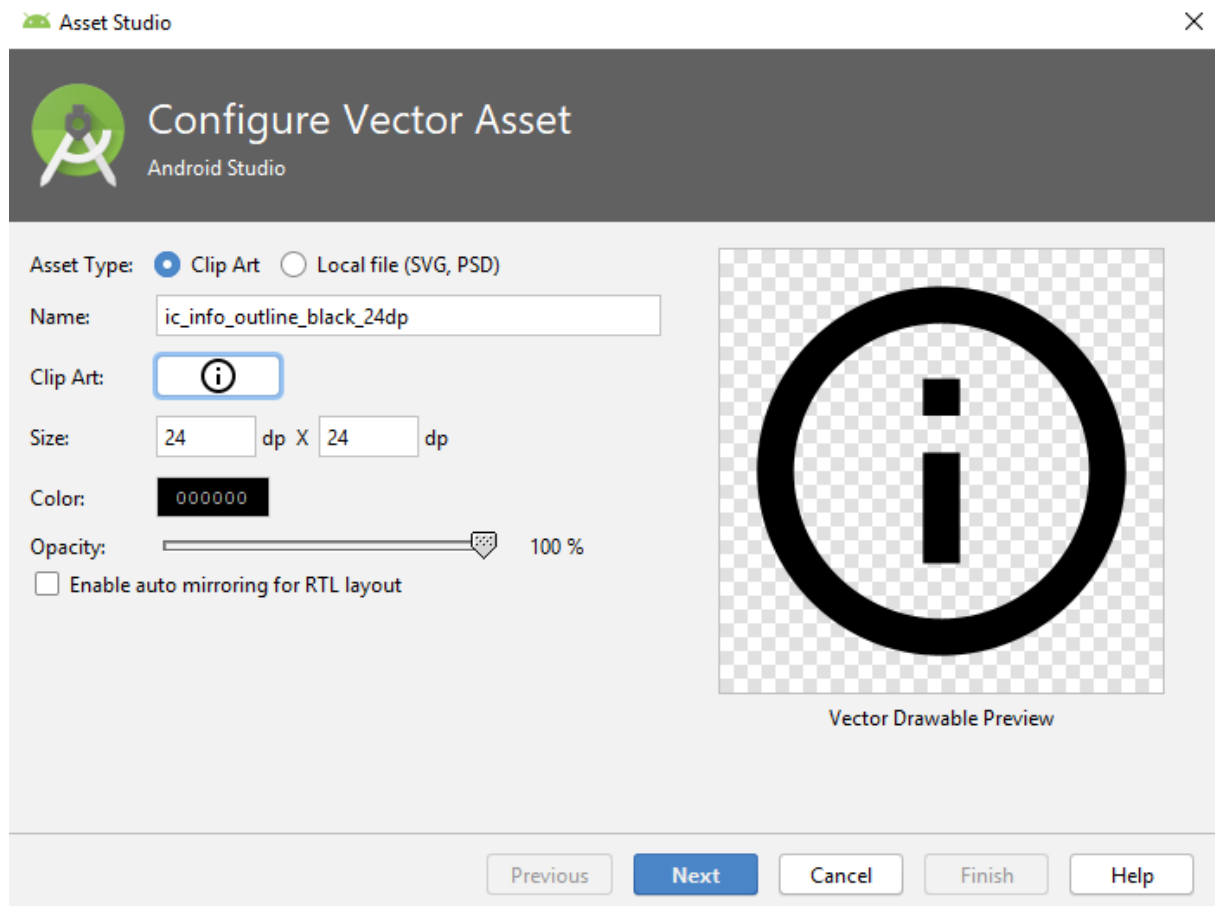 Asset Studio
Configure Vector Asset
Android Studio
Asset Type: Clip Art Local file (SVG, PSD)
Name: ic_info_outline_black_24dp
Clip Art:
Size: 24 dp X 24 dp
Color: 000000
Opacity: 100 %
Enable auto mirroring for RTL layout
Vector Drawable Preview
Previous Next Cancel Finish Help